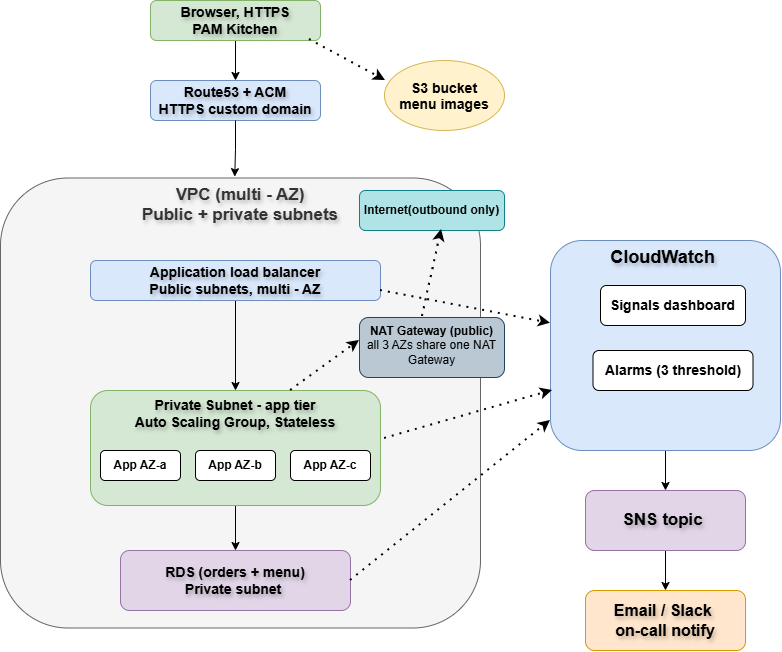 Browser, HTTPS
PAM Kitchen
S3 bucket
menu images
Route53 + ACM
HTTPS custom domain
VPC (multi - AZ)
Public + private subnets
Internet(outbound only)
CloudWatch
Signals dashboard
Alarms (3 threshold)
Application load balancer
Public subnets, multi - AZ
NAT Gateway (public)
all 3 AZs share one NAT
Gateway
Private Subnet - app tier
Auto Scaling Group, Stateless
App AZ-a
App AZ-b
App AZ-c
SNS topic
RDS (orders + menu)
Private subnet
Email / Slack
on-call notify